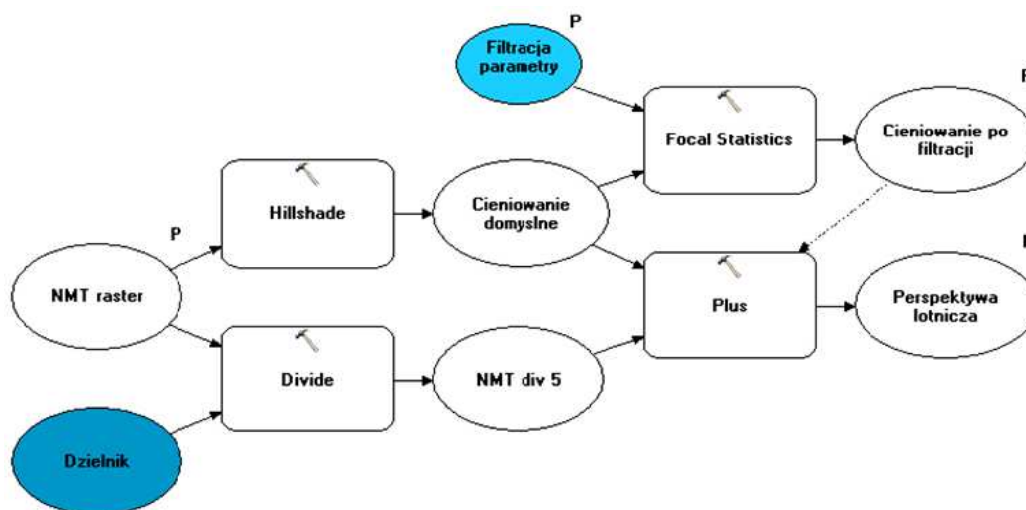 P
Filtracja
parametry
Focal Statistics
Cieniowanie po
filtracji
P
Hillshade
Cieniowanie
domyslne
NMT raster
Plus
Perspektywa
lotnicza
Divide
NMT div 5
Dzielnik